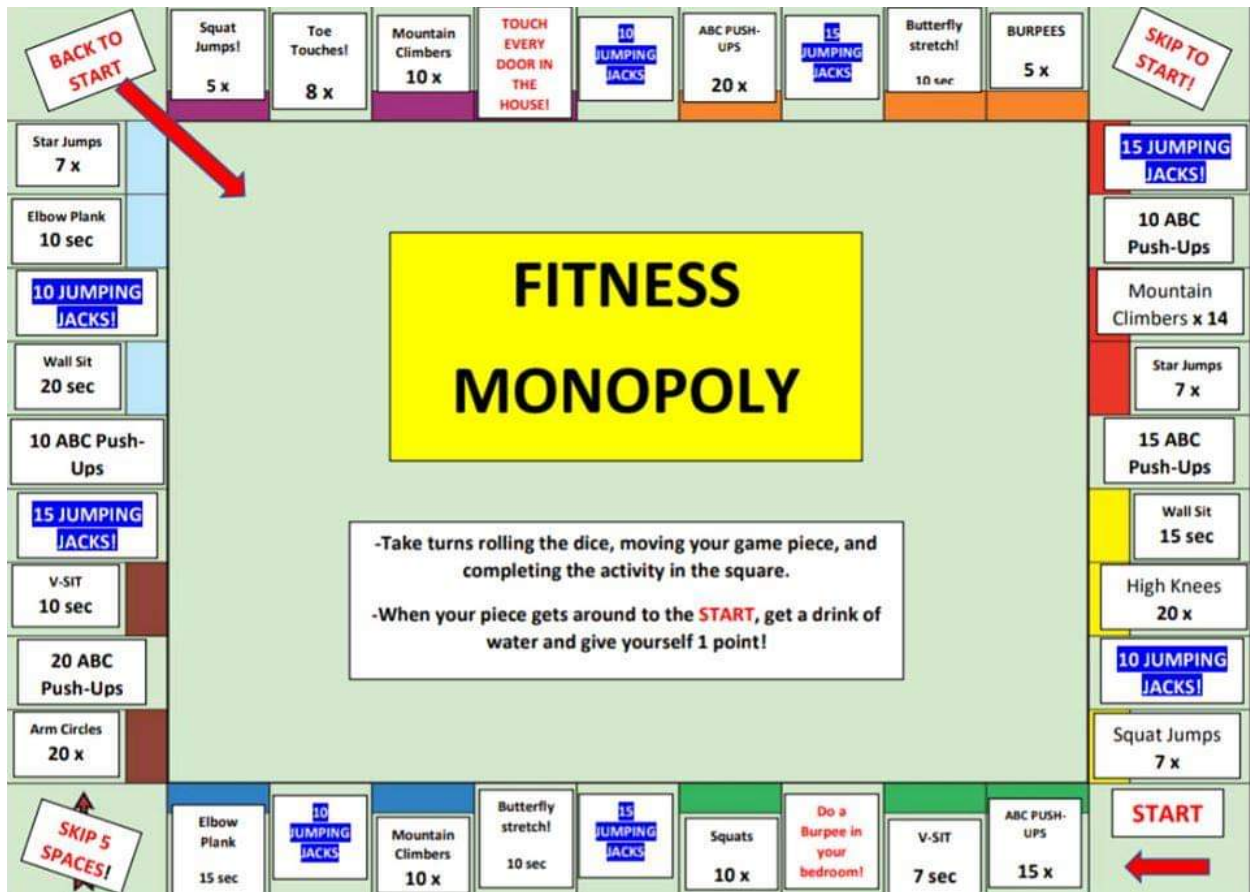 BACK TO
START
Squat
Jumps!
5 x
Toe
Touches!
8 x
Mountain
Climbers
10 x
TOUCH
EVERY
DOOR IN
THE
HOUSE!
10
JUMPING
JACKS
ABC PUSH-
UPS
20 x
15
JUMPING
JACKS
Butterfly
stretch!
10 sec
BURPEES
5 x
SKIP TO
START!
Star Jumps
7 x
Elbow Plank
10 sec
10 JUMPING
JACKS!
Wall Sit
20 sec
10 ABC Push-
Ups
15 JUMPING
JACKS!
V-SIT
10 sec
20 ABC
Push-Ups
Arm Circles
20 x
FITNESS
MONOPOLY
-Take turns rolling the dice, moving your game piece, and
completing the activity in the square.
-When your piece gets around to the START, get a drink of
water and give yourself 1 point!
15 JUMPING
JACKS!
10 ABC
Push-Ups
Mountain
Climbers x 14
Star Jumps
7 x
15 ABC
Push-Ups
Wall Sit
15 sec
High Knees
20 x
10 JUMPING
JACKS!
Squat Jumps
7 x
SKIP 5
SPACES!
Elbow
Plank
15 sec
10
JUMPING
JACKS
Mountain
Climbers
10 x
Butterfly
stretch!
10 sec
15
JUMPING
JACKS
Squats
10 x
Do a
Burpee in
your
bedroom!
V-SIT
7 sec
ABC PUSH-
UPS
15 x
START